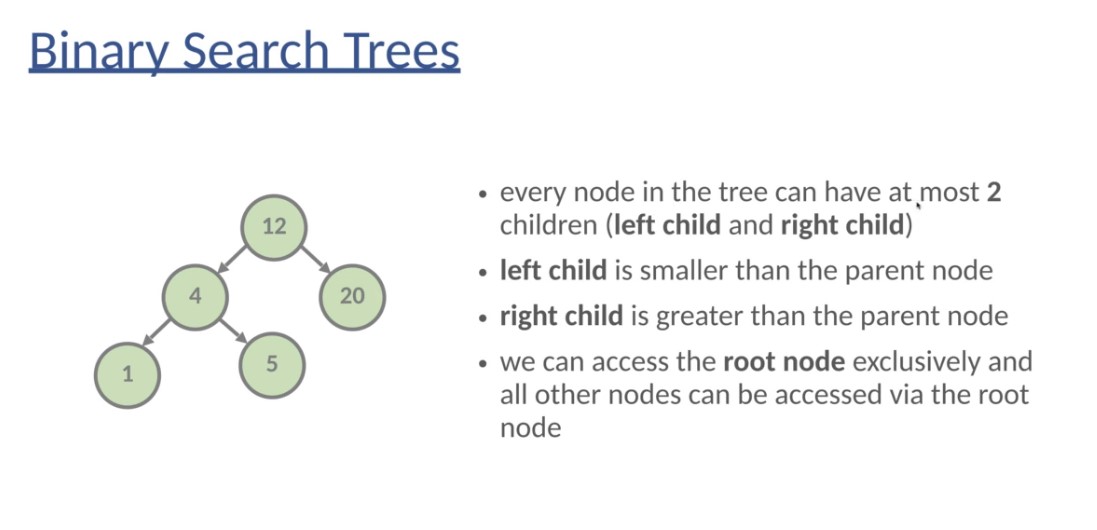 Binary Search Trees
12
4
20
1
5
• every node in the tree can have at most 2
children (left child and right child)
• left child is smaller than the parent node
• right child is greater than the parent node
• we can access the root node exclusively and
all other nodes can be accessed via the root
node